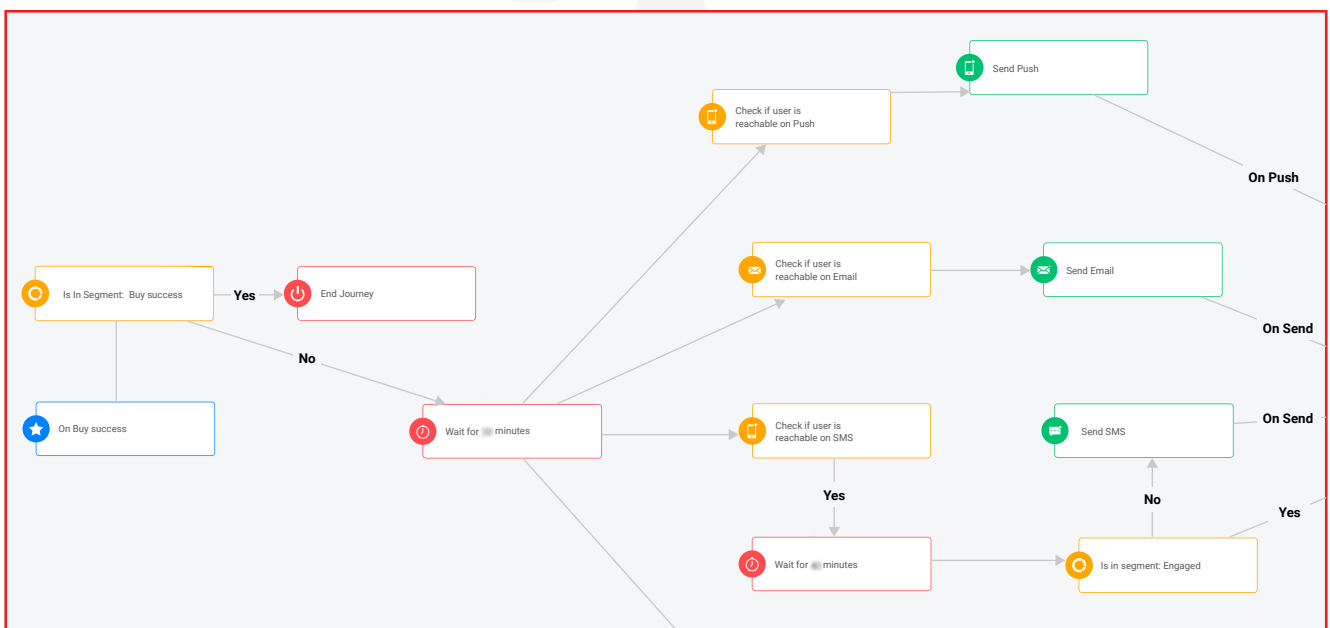 Send Push
Check if user is
reachable on Push
On Push
Check if user is
reachable on Email
Send Email
Is In Segment: Buy success
Yes
End Journey
On Send
No
On Buy success
Wait for minutes
Check if user is
reachable on SMS
Send SMS
On Send
Yes
No
Yes
Wait for minutes
Is in segment: Engaged